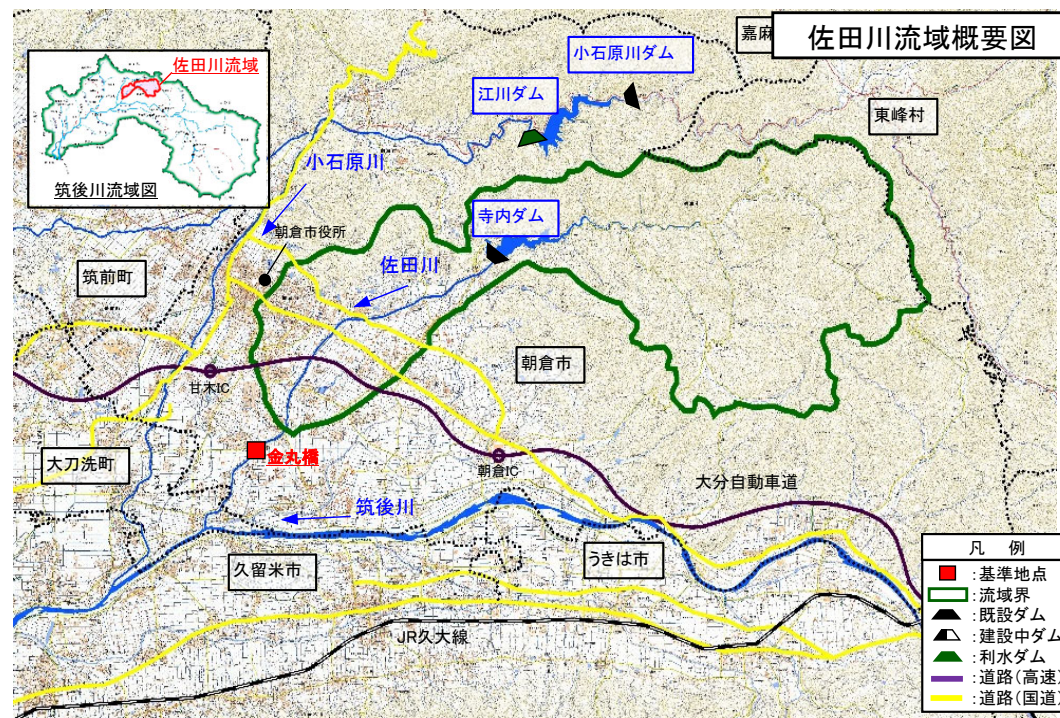 佐田川流域概要図
嘉麻
小石原川ダム
佐田川流域
江川ダム
東峰村
小石原川
筑後川流域図
朝倉市役所
寺内ダム
筑前町
佐田川
朝倉市
甘木IC
大刀洗町
金丸橋
朝倉IC
大分自動車道
筑後川
久留米市
うきは市
JR久大線
凡 例
:基準地点
:流域界
:既設ダム
:建設中ダム
:利水ダム
:道路(高速)
:道路(国道)